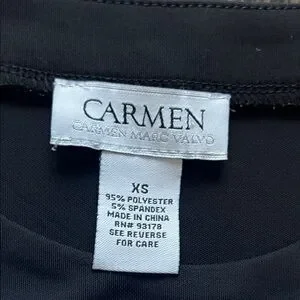 CARMEN
CARMEN MARC VALVO
XS
95% POLYESTER
5% SPANDEX
MADE IN CHINA
RN# 93178
SEE REVERSE
FOR CARE